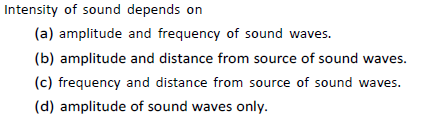 Intensity of sound depends on
(a) amplitude and frequency of sound waves.
(b) amplitude and distance from source of sound waves.
(c) frequency and distance from source of sound waves.
(d) amplitude of sound waves only.